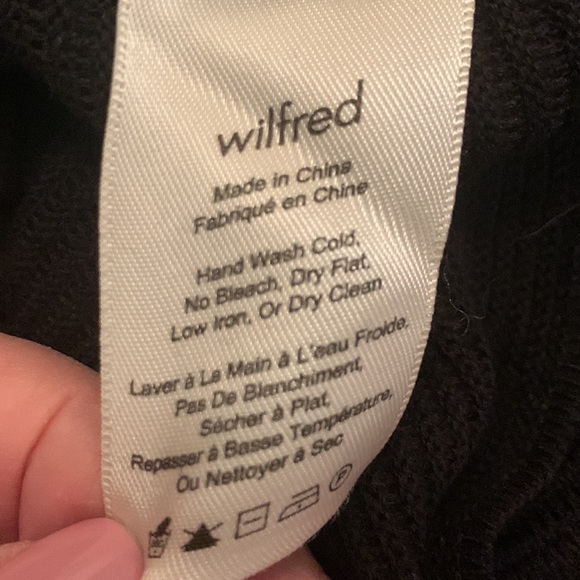 wilfred
Made in China
Fabriqué en Chine
Hand Wash Cold,
No Bleach, Dry Flat,
Low Iron, Or Dry Clean
Laver à La Main à L'eau Froide,
Pas De Blanchiment,
Sècher à Plat,
Repasser à Basse Température,
Ou Nettoyer à Sec
P